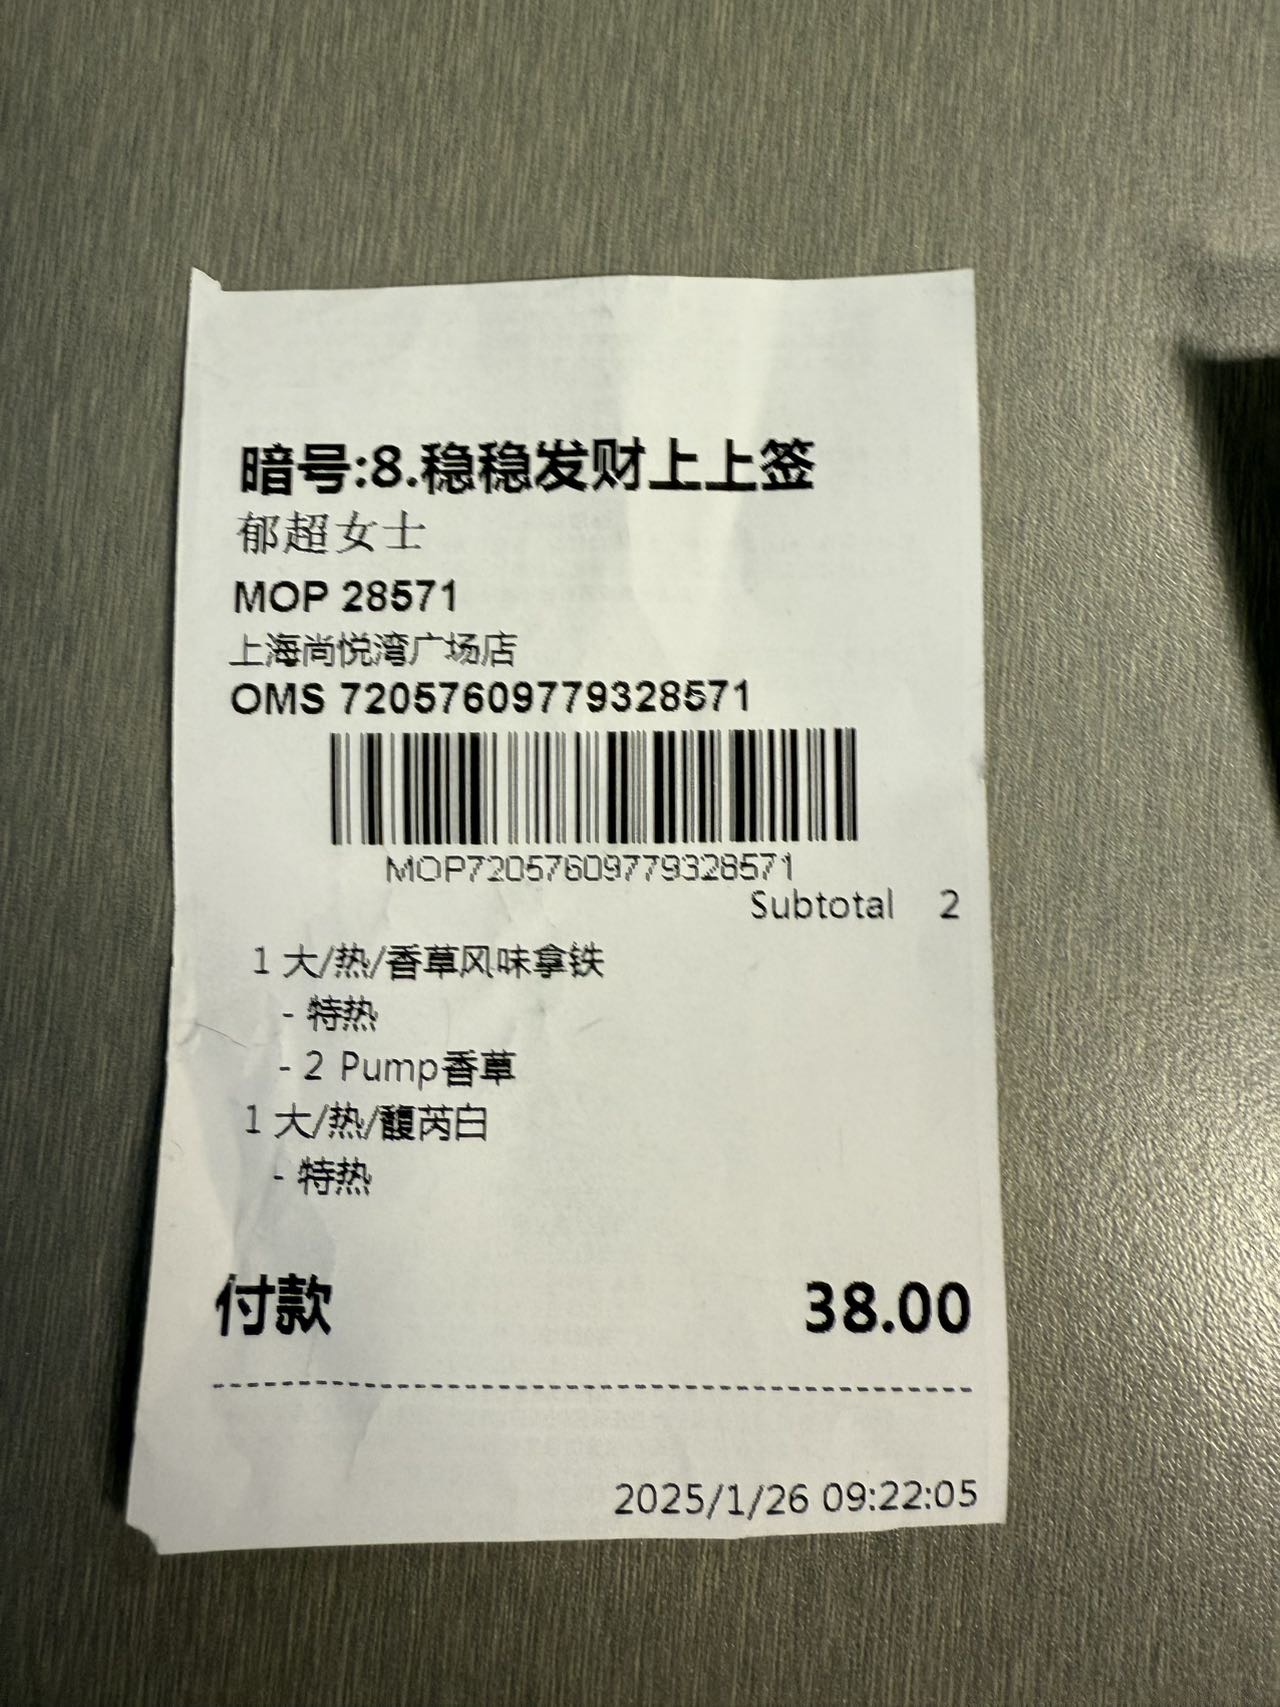 暗号:8.稳稳发财上上签
郁超女士
MOP 28571
上海尚悦湾广场店
OMS 72057609779328571
MOP72057609779328571
Subtotal 2
1 大/热/香草风味拿铁
- 特热
- 2 Pump香草
1 大/热/馥芮白
- 特热
付款 38.00
2025/1/26 09:22:05